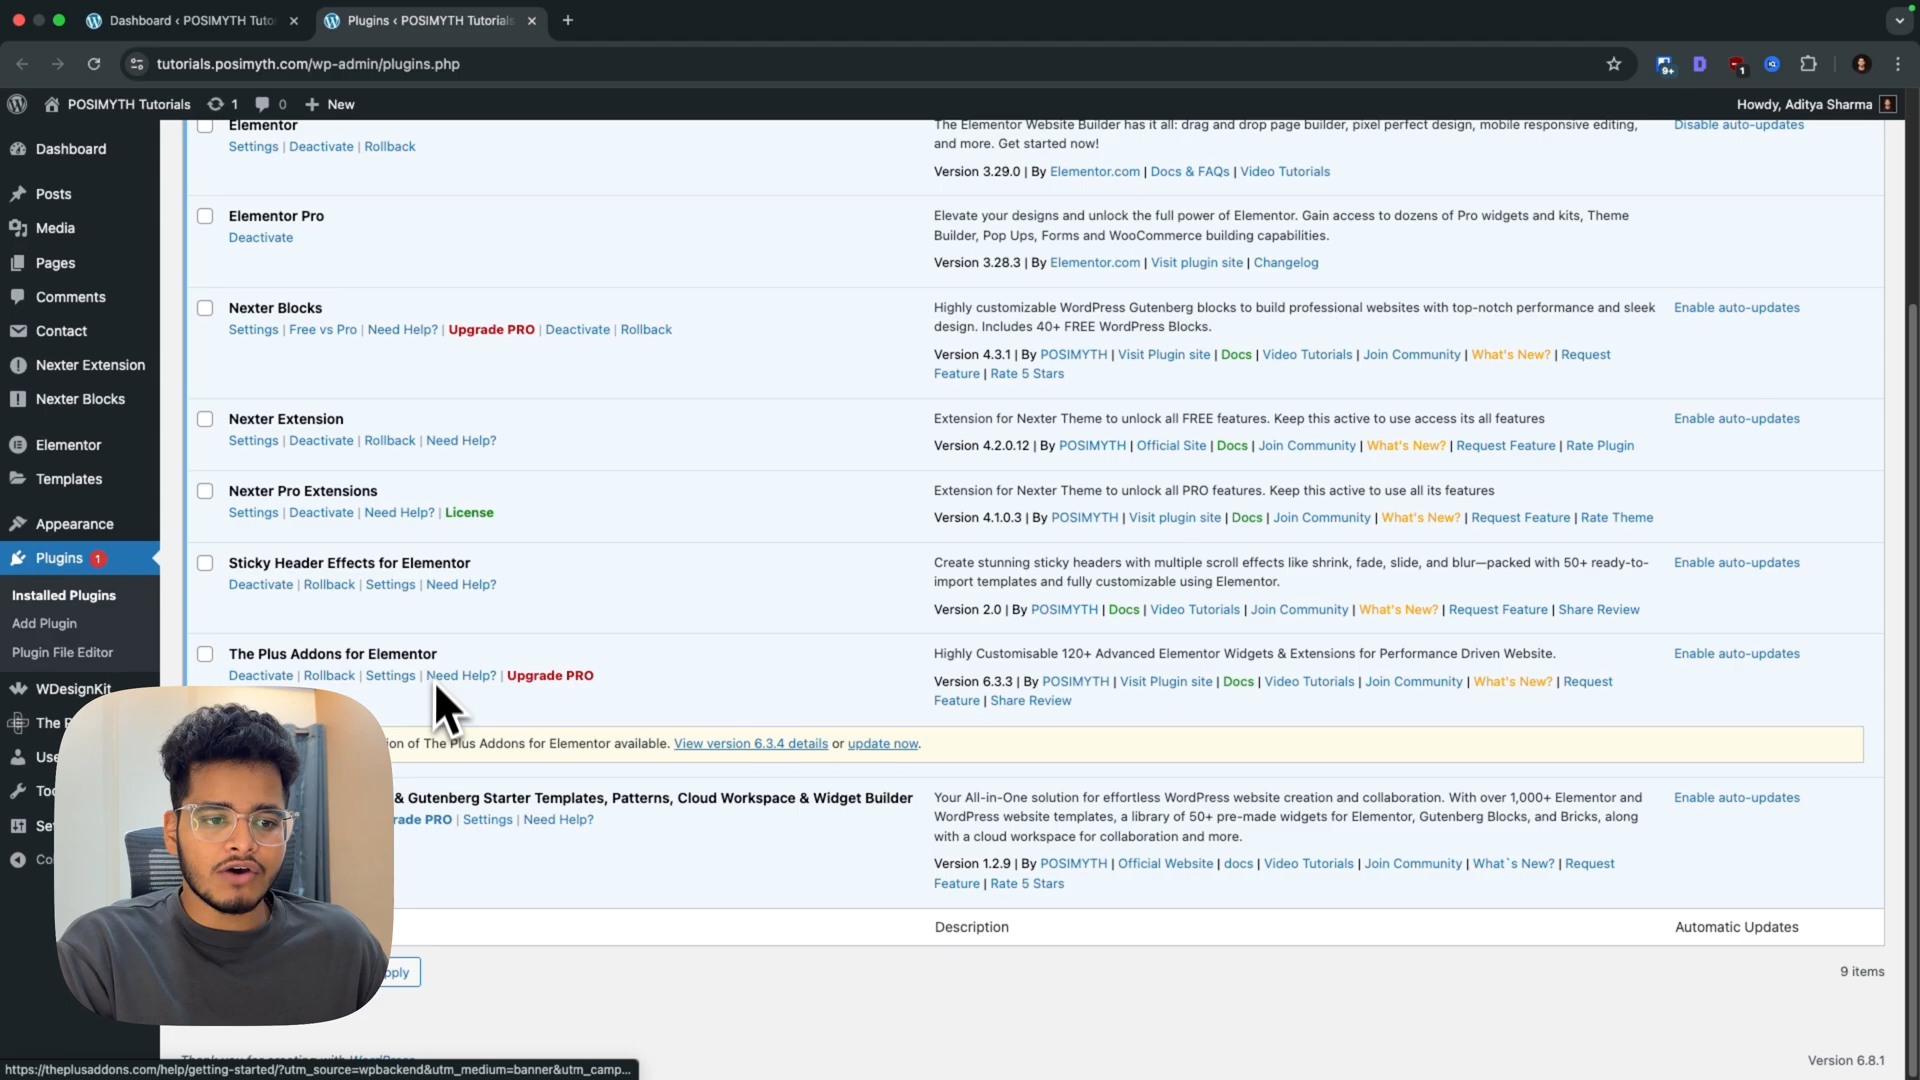 Dashboard ‹ POSIMYTH Tuto
Plugins ‹ POSIMYTH Tutorials
tutorials.posimyth.com/wp-admin/plugins.php
9+
1
POSIMYTH Tutorials
1
0
New
Howdy, Aditya Sharma
Dashboard
Posts
Media
Pages
Comments
Contact
Nexter Extension
Nexter Blocks
Elementor
Templates
Appearance
Plugins 1
Installed Plugins
Add Plugin
Plugin File Editor
WDesignKit
The P
Use
Too
Se
Co
Elementor
Settings | Deactivate | Rollback
The Elementor Website Builder has it all: drag and drop page builder, pixel perfect design, mobile responsive editing,
and more. Get started now!
Version 3.29.0 | By Elementor.com | Docs & FAQs | Video Tutorials
Disable auto-updates
Elementor Pro
Deactivate
Elevate your designs and unlock the full power of Elementor. Gain access to dozens of Pro widgets and kits, Theme
Builder, Pop Ups, Forms and WooCommerce building capabilities.
Version 3.28.3 | By Elementor.com | Visit plugin site | Changelog
Nexter Blocks
Settings | Free vs Pro | Need Help? | Upgrade PRO | Deactivate | Rollback
Highly customizable WordPress Gutenberg blocks to build professional websites with top-notch performance and sleek
design. Includes 40+ FREE WordPress Blocks.
Version 4.3.1 | By POSIMYTH | Visit Plugin site | Docs | Video Tutorials | Join Community | What's New? | Request
Feature | Rate 5 Stars
Enable auto-updates
Nexter Extension
Settings | Deactivate | Rollback | Need Help?
Extension for Nexter Theme to unlock all FREE features. Keep this active to use access its all features
Version 4.2.0.12 | By POSIMYTH | Official Site | Docs | Join Community | What's New? | Request Feature | Rate Plugin
Enable auto-updates
Nexter Pro Extensions
Settings | Deactivate | Need Help? | License
Extension for Nexter Theme to unlock all PRO features. Keep this active to use all its features
Version 4.1.0.3 | By POSIMYTH | Visit plugin site | Docs | Join Community | What's New? | Request Feature | Rate Theme
Sticky Header Effects for Elementor
Deactivate | Rollback | Settings | Need Help?
Create stunning sticky headers with multiple scroll effects like shrink, fade, slide, and blur—packed with 50+ ready-to-
import templates and fully customizable using Elementor.
Version 2.0 | By POSIMYTH | Docs | Video Tutorials | Join Community | What's New? | Request Feature | Share Review
Enable auto-updates
The Plus Addons for Elementor
Deactivate | Rollback | Settings | Need Help? | Upgrade PRO
Highly Customisable 120+ Advanced Elementor Widgets & Extensions for Performance Driven Website.
Version 6.3.3 | By POSIMYTH | Visit Plugin site | Docs | Video Tutorials | Join Community | What's New? | Request
Feature | Share Review
Enable auto-updates
ion of The Plus Addons for Elementor available. View version 6.3.4 details or update now.
& Gutenberg Starter Templates, Patterns, Cloud Workspace & Widget Builder
rade PRO | Settings | Need Help?
Your All-in-One solution for effortless WordPress website creation and collaboration. With over 1,000+ Elementor and
WordPress website templates, a library of 50+ pre-made widgets for Elementor, Gutenberg Blocks, and Bricks, along
with a cloud workspace for collaboration and more.
Version 1.2.9 | By POSIMYTH | Official Website | docs | Video Tutorials | Join Community | What`s New? | Request
Feature | Rate 5 Stars
Enable auto-updates
Description
Automatic Updates
pply
9 items
Thank you for creating with WordPress.
Version 6.8.1
https://theplusaddons.com/help/getting-started/?utm_source=wpbackend&utm_medium=banner&utm_camp...